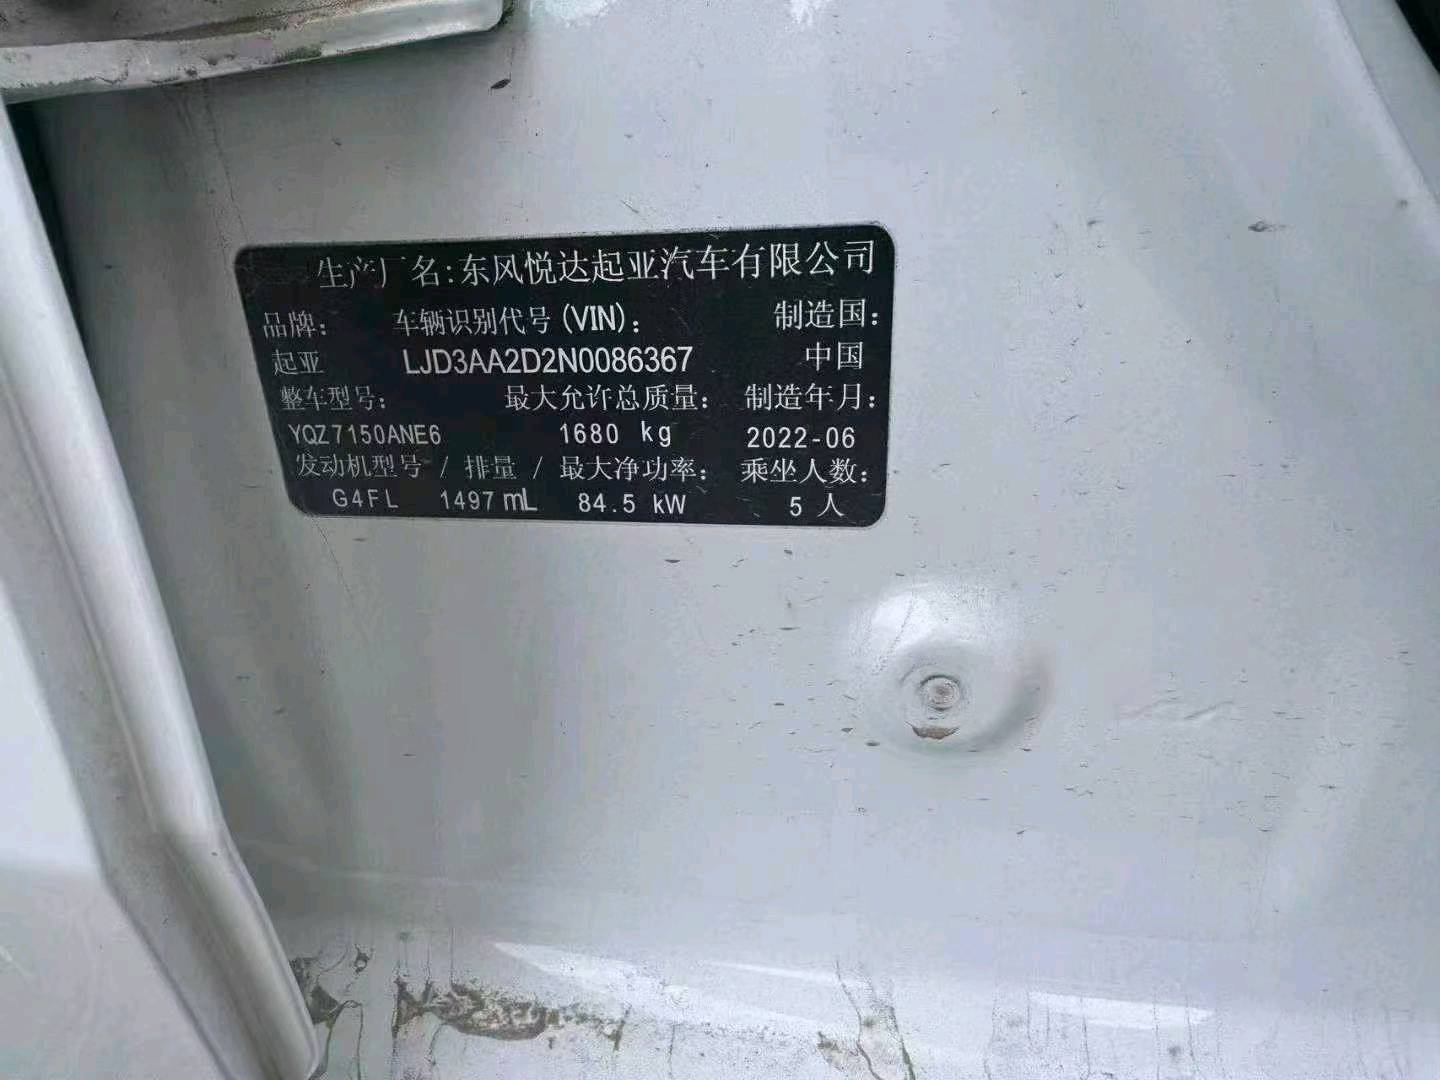 生产厂名:东风悦达起亚汽车有限公司
品牌: 车辆识别代号(VIN): 制造国:
起亚 LJD3AA2D2N0086367 中国
整车型号: 最大允许总质量: 制造年月:
YQZ7150ANE6 1680 kg 2022-06
发动机型号 / 排量 / 最大净功率: 乘坐人数:
G4FL 1497 mL 84.5 kW 5 人